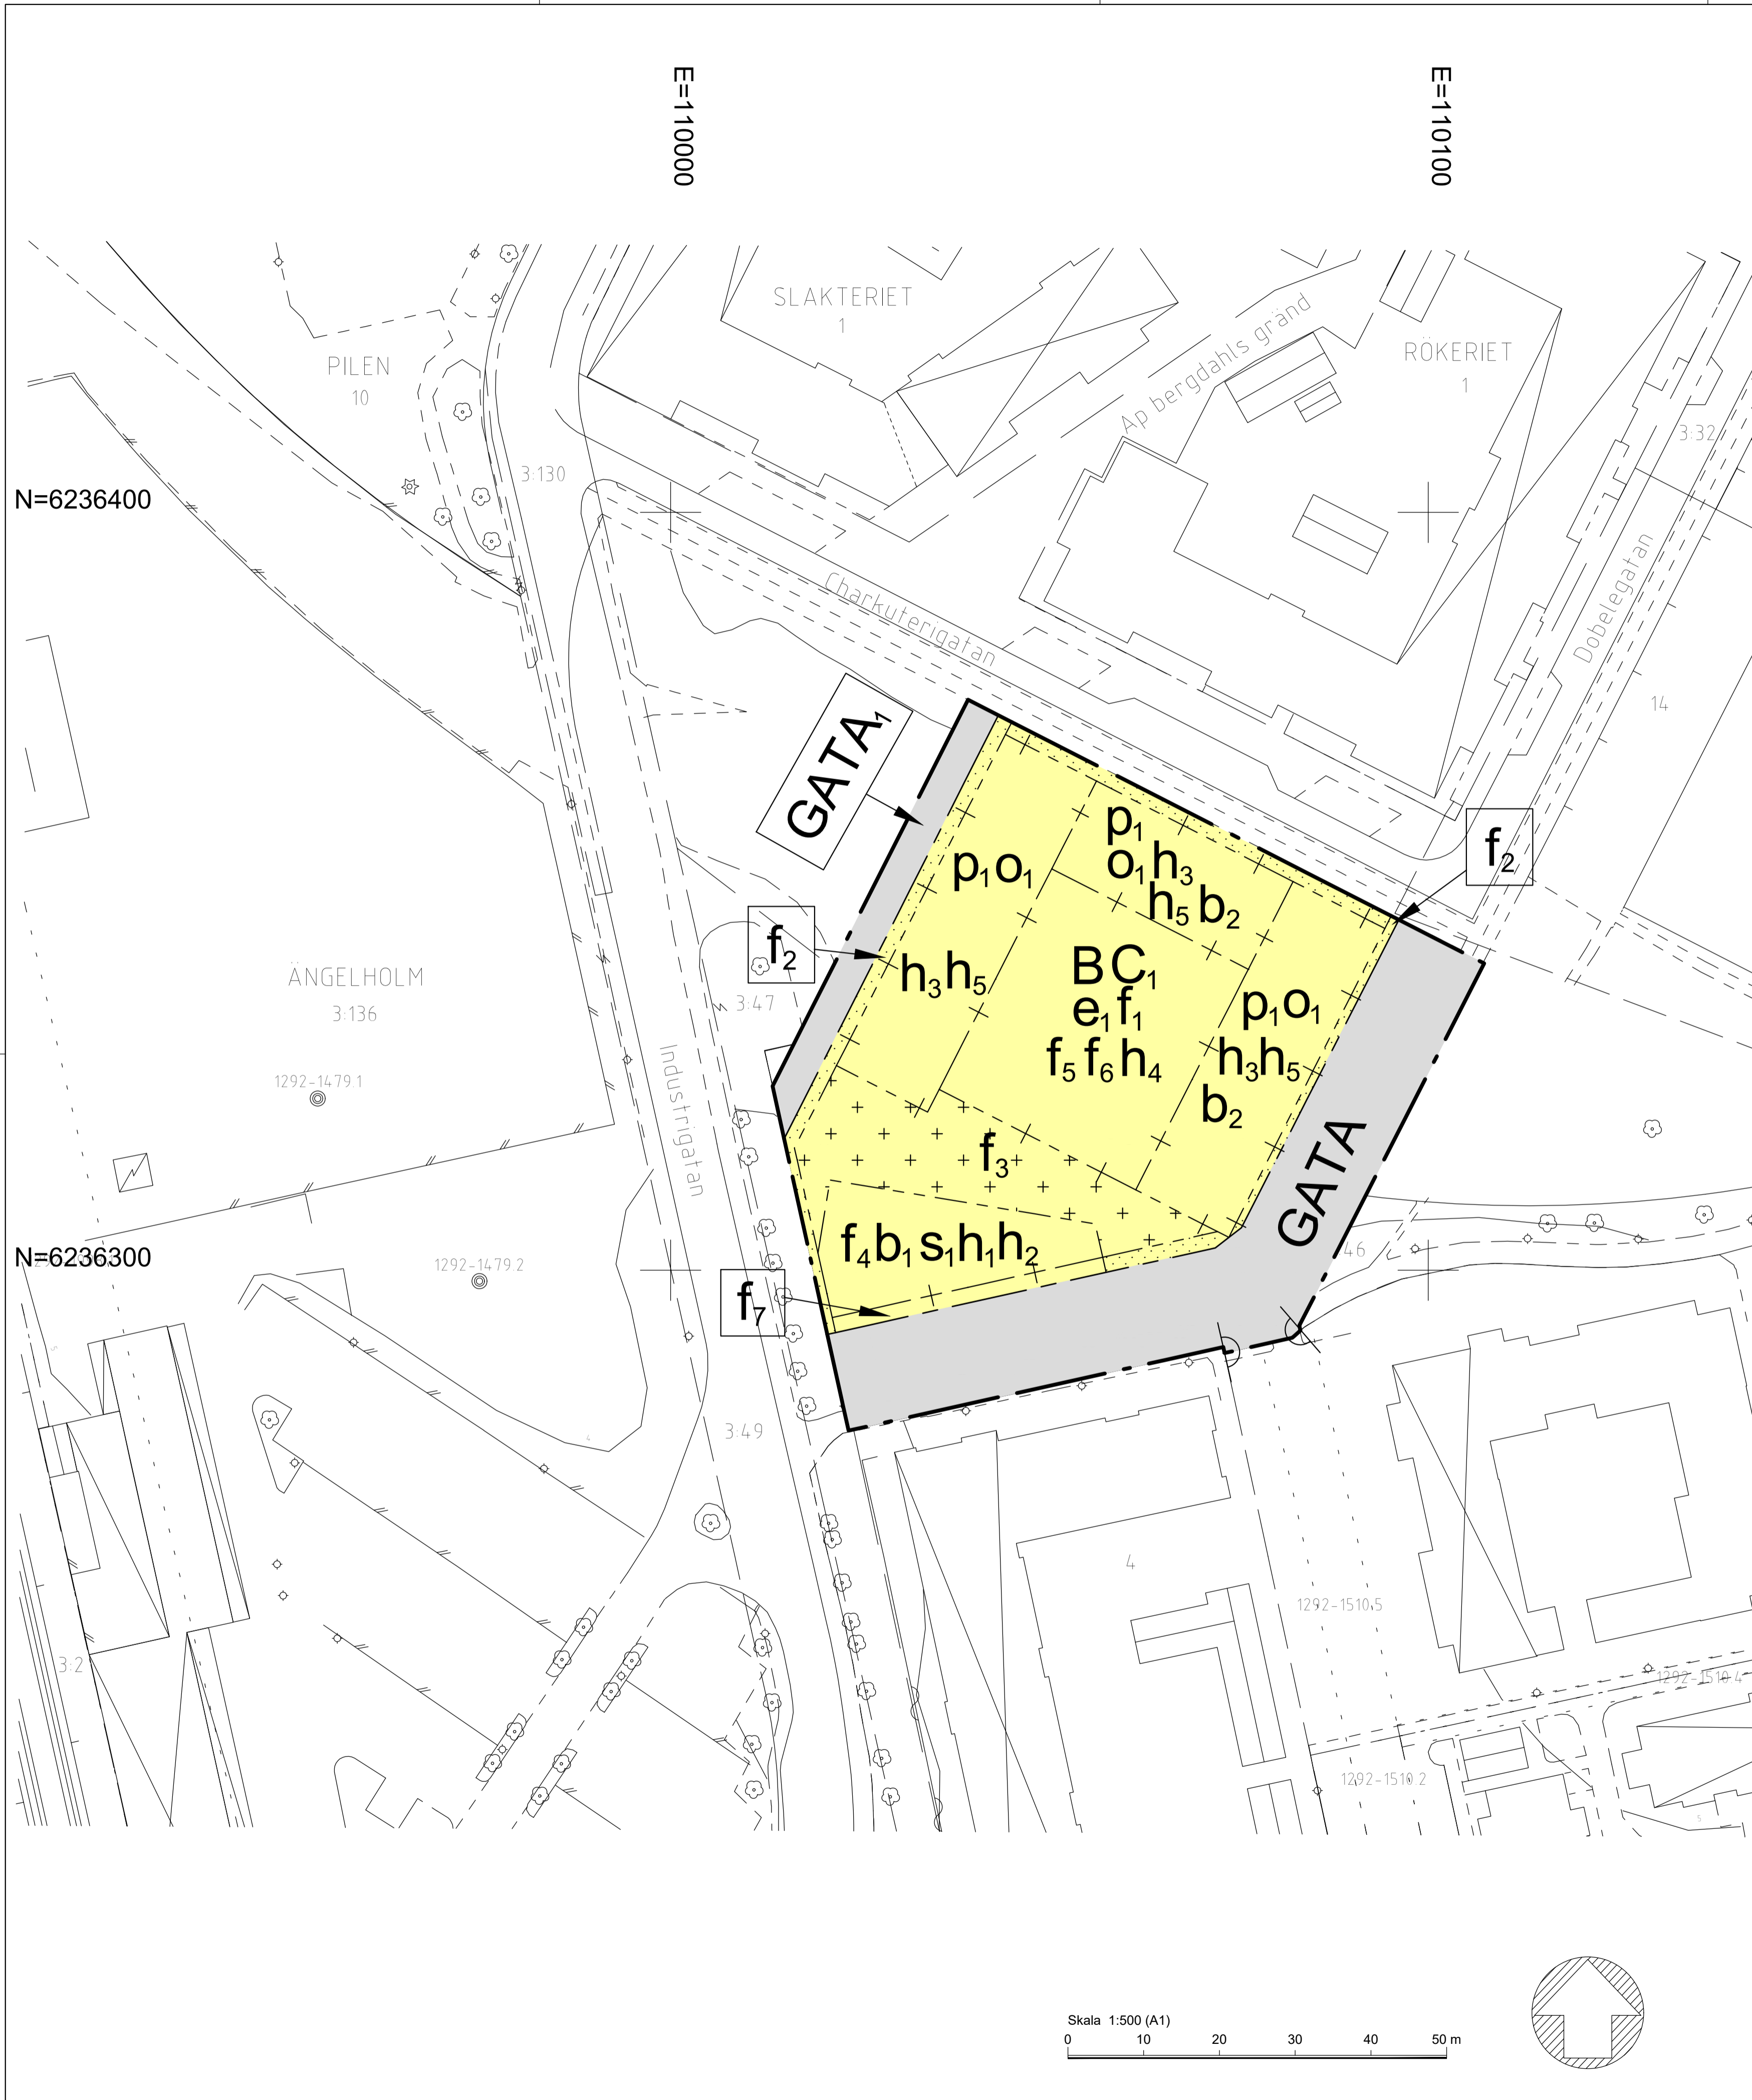 E=110000
E=110100
SLAKTERIET
1
PILEN
10
Ap bergdahls gränd
RÖKERIET
1
3:32
3:130
N=6236400
Charkuterigatan
Dobelegatan
14
GATA₁
f₂
p₁
o₁h₃
h₅b₂
p₁o₁
f₂
h₃h₅
BC₁
e₁f₁
f₅f₆h₄
p₁o₁
h₃h₅
b₂
ÄNGELHOLM
3:136
3:47
1292-1479.1
Industrigatan
f₃
GATA
N=6236300
f₄b₁s₁h₁h₂
46
1292-1479.2
f₇
3:49
4
1292-1510.5
3:2
1292-1510.4
1292-1510.2
5
Skala 1:500 (A1)
0 10 20 30 40 50 m